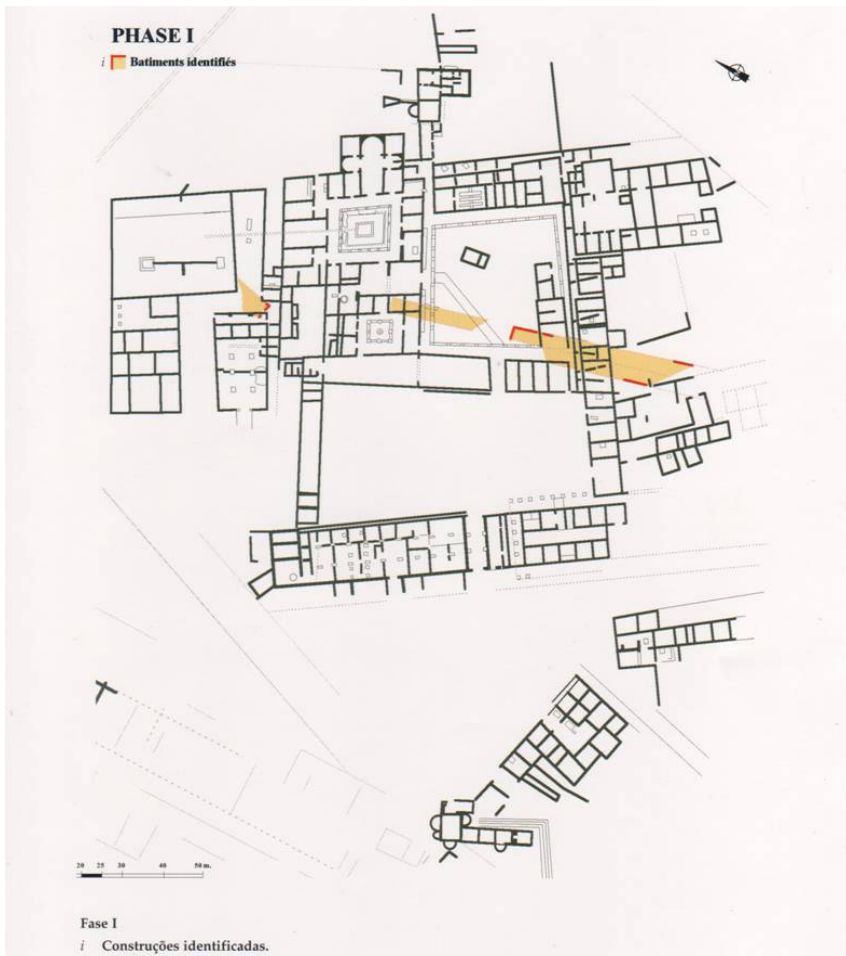 PHASE I
i Batiments identifiés
20 25 30 40 50 m.
Fase I
i Construções identificadas.